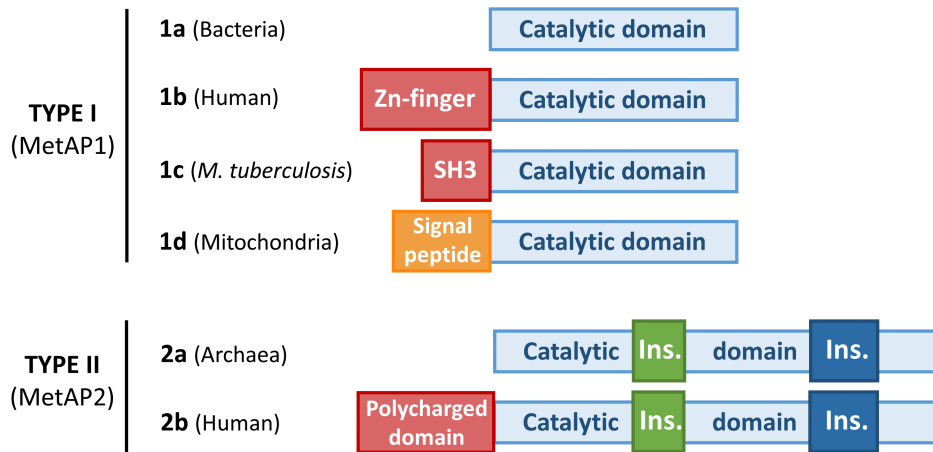 1a (Bacteria)
Catalytic domain
1b (Human)
Zn-finger
Catalytic domain
TYPE I
(MetAP1)
1c (M. tuberculosis)
SH3
Catalytic domain
1d (Mitochondria)
Signal
peptide
Catalytic domain
TYPE II
(MetAP2)
2a (Archaea)
Catalytic
Ins.
domain
Ins.
2b (Human)
Polycharged
domain
Catalytic
Ins.
domain
Ins.